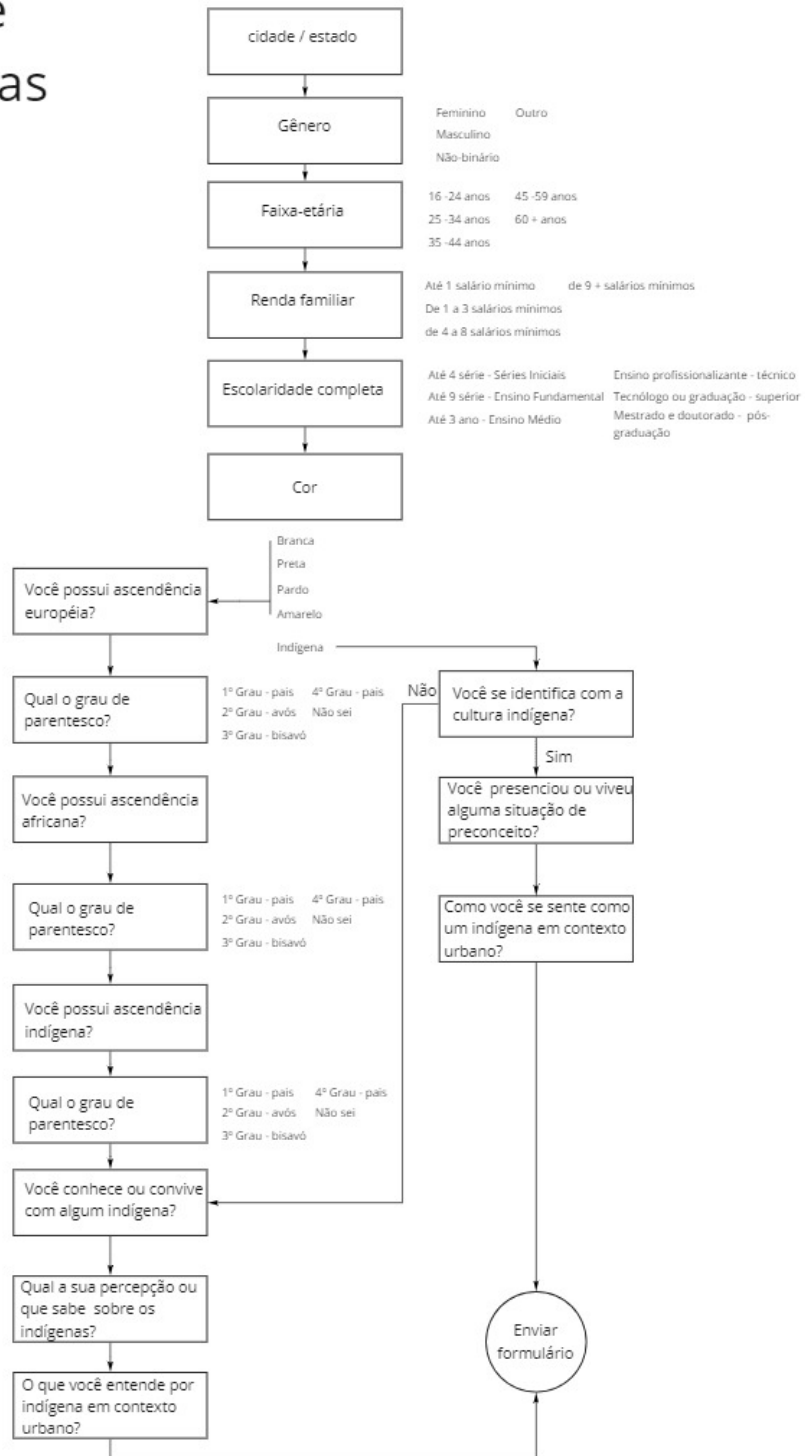 e
as
cidade / estado
Gênero
Feminino Outro
Masculino
Não-binário
Faixa-etária
16 -24 anos 45 -59 anos
25 -34 anos 60 + anos
35 -44 anos
Renda familiar
Até 1 salário mínimo de 9 + salários mínimos
De 1 a 3 salários mínimos
de 4 a 8 salários mínimos
Escolaridade completa
Até 4 série - Séries Iniciais Ensino profissionalizante - técnico
Até 9 série - Ensino Fundamental Tecnólogo ou graduação - superior
Até 3 ano - Ensino Médio Mestrado e doutorado - pós-
graduação
Cor
Branca
Preta
Pardo
Amarelo
Indígena
Você possui ascendência
européia?
Qual o grau de
parentesco?
1º Grau - pais 4º Grau - pais
2º Grau - avós Não sei
3º Grau - bisavó
Você possui ascendência
africana?
Qual o grau de
parentesco?
1º Grau - pais 4º Grau - pais
2º Grau - avós Não sei
3º Grau - bisavó
Você possui ascendência
indígena?
Qual o grau de
parentesco?
1º Grau - pais 4º Grau - pais
2º Grau - avós Não sei
3º Grau - bisavó
Você conhece ou convive
com algum indígena?
Qual a sua percepção ou
que sabe sobre os
indígenas?
O que você entende por
indígena em contexto
urbano?
Não
Você se identifica com a
cultura indígena?
Sim
Você presenciou ou viveu
alguma situação de
preconceito?
Como você se sente como
um indígena em contexto
urbano?
Enviar
formulário